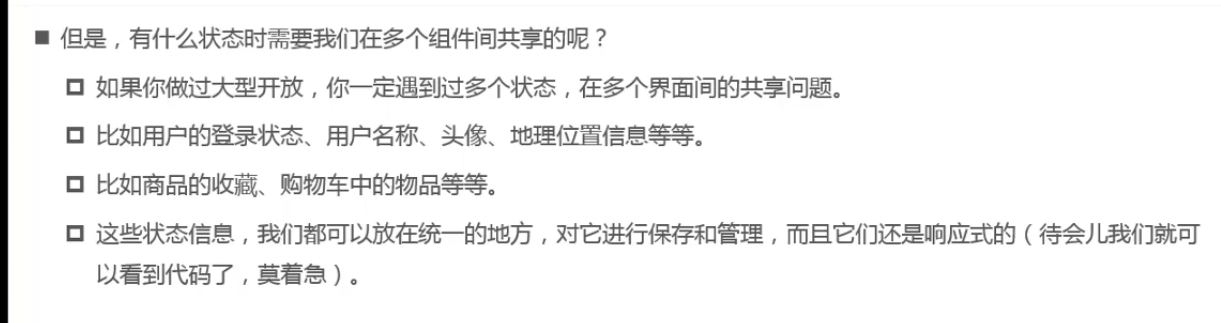 但是，有什么状态时需要我们在多个组件间共享的呢？
如果你做过大型开放，你一定遇到过多个状态，在多个界面间的共享问题。
比如用户的登录状态、用户名称、头像、地理位置信息等等。
比如商品的收藏、购物车中的物品等等。
这些状态信息，我们都可以放在统一的地方，对它进行保存和管理，而且它们还是响应式的（待会儿我们就可
以看到代码了，莫着急）。